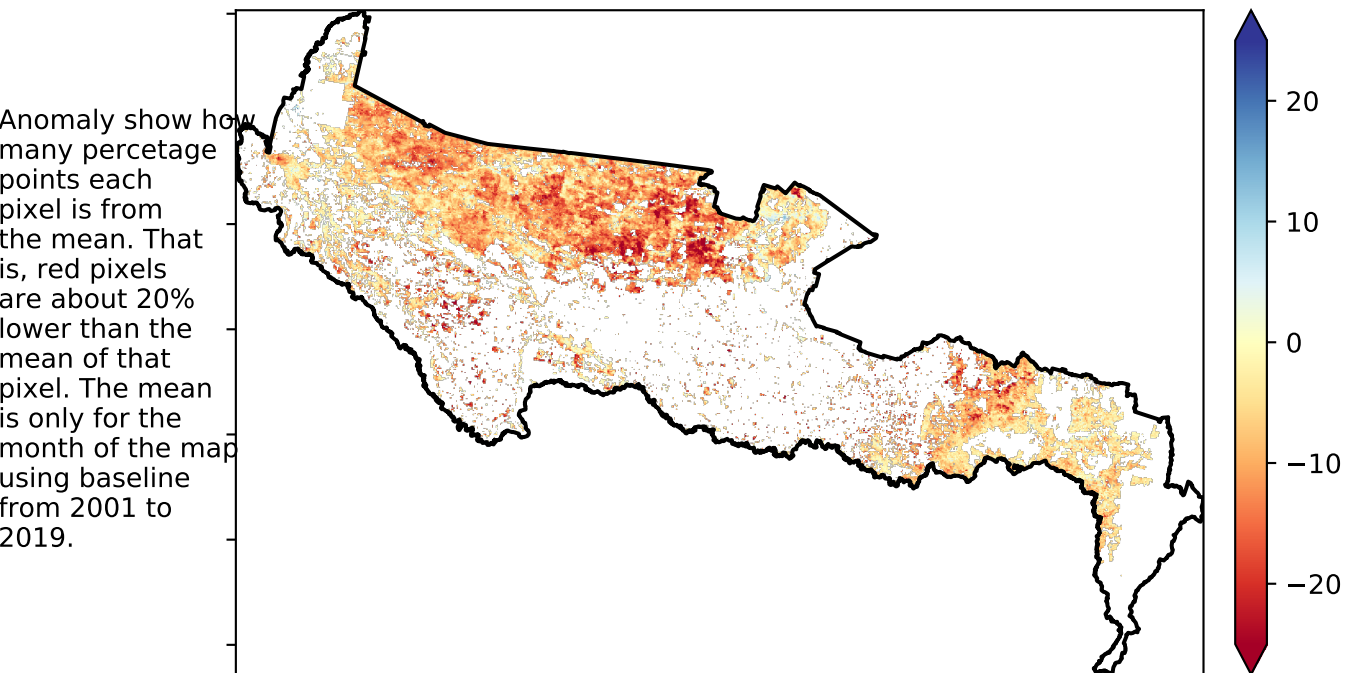 Anomaly show how
many percetage
points each
pixel is from
the mean. That
is, red pixels
are about 20%
lower than the
mean of that
pixel. The mean
is only for the
month of the map
using baseline
from 2001 to
2019.
20
10
0
−10
−20